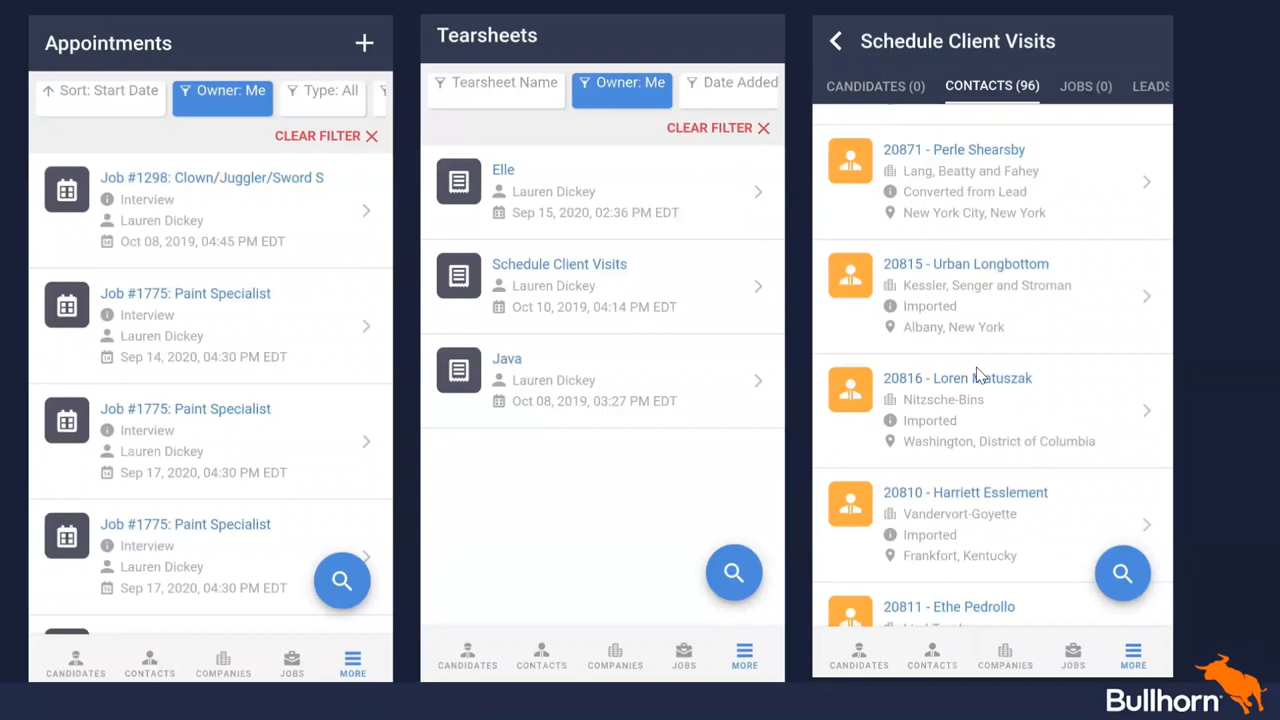 Appointments
Sort: Start Date
Owner: Me
Type: All
CLEAR FILTER
Job #1298: Clown/Juggler/Sword S
Interview
Lauren Dickey
Oct 08, 2019, 04:45 PM EDT
Job #1775: Paint Specialist
Interview
Lauren Dickey
Sep 14, 2020, 04:30 PM EDT
Job #1775: Paint Specialist
Interview
Lauren Dickey
Sep 17, 2020, 04:30 PM EDT
Job #1775: Paint Specialist
Interview
Lauren Dickey
Sep 17, 2020, 04:30 PM EDT
CANDIDATES
CONTACTS
COMPANIES
JOBS
MORE
Tearsheets
Tearsheet Name
Owner: Me
Date Added
CLEAR FILTER
Elle
Lauren Dickey
Sep 15, 2020, 02:36 PM EDT
Schedule Client Visits
Lauren Dickey
Oct 10, 2019, 04:14 PM EDT
Java
Lauren Dickey
Oct 08, 2019, 03:27 PM EDT
CANDIDATES
CONTACTS
COMPANIES
JOBS
MORE
Schedule Client Visits
CANDIDATES (0)
CONTACTS (96)
JOBS (0)
LEADS
20871 - Perle Shearsby
Lang, Beatty and Fahey
Converted from Lead
New York City, New York
20815 - Urban Longbottom
Kessler, Senger and Stroman
Imported
Albany, New York
20816 - Loren Matuszak
Nitzsche-Bins
Imported
Washington, District of Columbia
20810 - Harriett Esslement
Vandervort-Goyette
Imported
Frankfort, Kentucky
20811 - Ethe Pedrollo
CANDIDATES
CONTACTS
COMPANIES
JOBS
MORE
Bullhorn